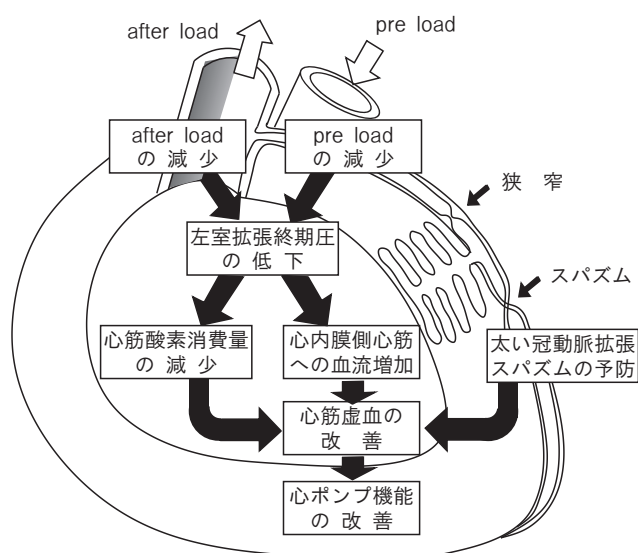 after load
pre load
after load
の 減 少
pre load
の 減 少
狭 窄
左室拡張終期圧
の 低 下
スパズム
心筋酸素消費量
の 減 少
心内膜側心筋
への血流増加
太い冠動脈拡張
スパズムの予防
心筋虚血の
改 善
心ポンプ機能
の 改 善